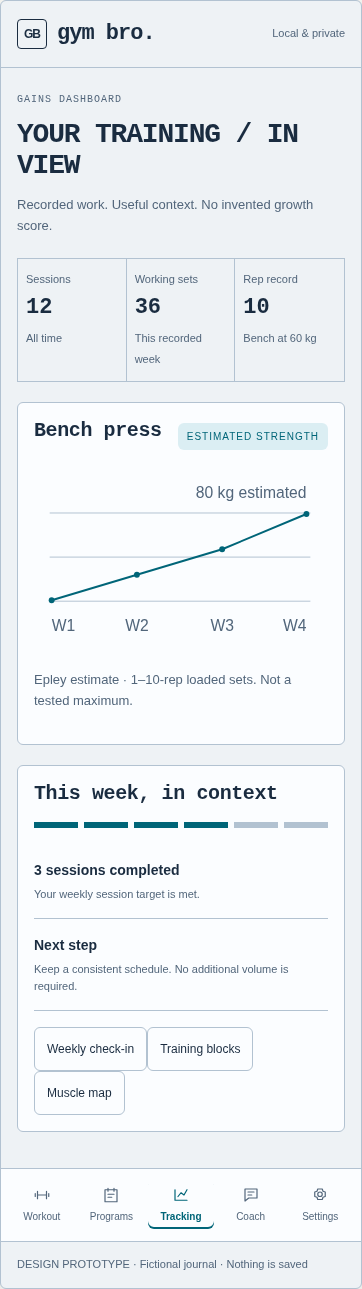 GB gym bro. Local & private
GAINS DASHBOARD
YOUR TRAINING / IN
VIEW
Recorded work. Useful context. No invented growth
score.
Sessions Working sets Rep record
12 36 10
All time This recorded Bench at 60 kg
week
Bench press ESTIMATED STRENGTH
80 kg estimated
W1 W2 W3 W4
Epley estimate · 1–10-rep loaded sets. Not a
tested maximum.
This week, in context
3 sessions completed
Your weekly session target is met.
Next step
Keep a consistent schedule. No additional volume is
required.
Weekly check-in Training blocks
Muscle map
Workout Programs Tracking Coach Settings
DESIGN PROTOTYPE · Fictional journal · Nothing is saved